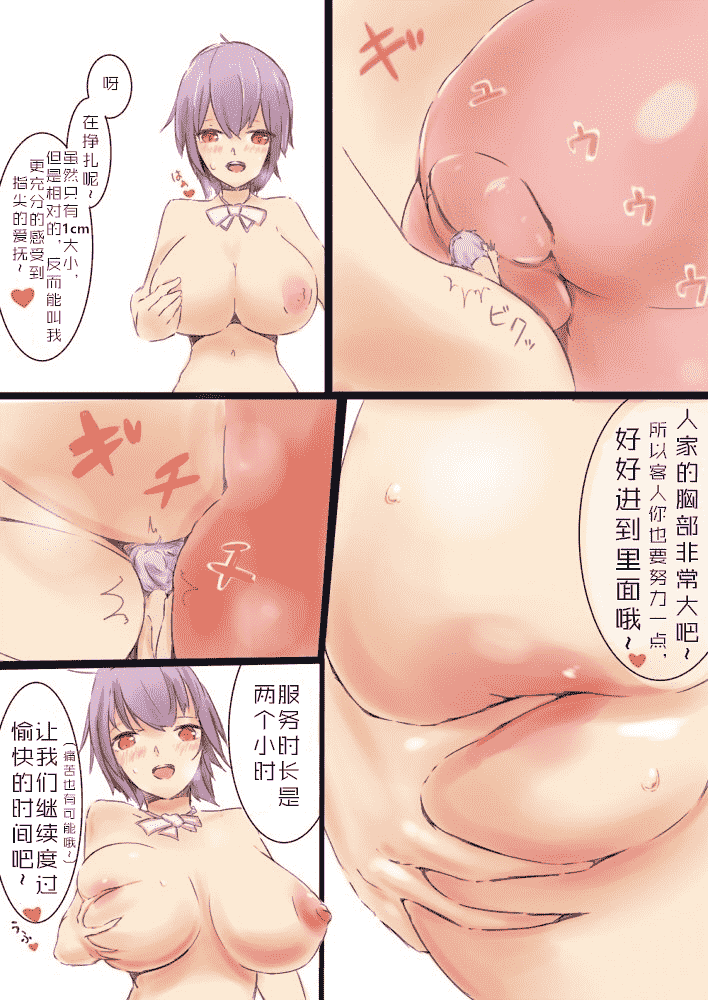 呀
在挣扎呢~
虽然只有1cm大小，
但是相对的，反而能叫我
更充分的感受到
指尖的爱抚~
はぁ
ギ
ウ
ウ
ウ
ウ
ビクッ
ギ
チ
人家的胸部非常大吧~
所以客人你也要努力一点，
好好进到里面哦~
服务时长是
两个小时
让我们继续度过
愉快的时间吧~
(痛苦也有可能哦~)
うふ